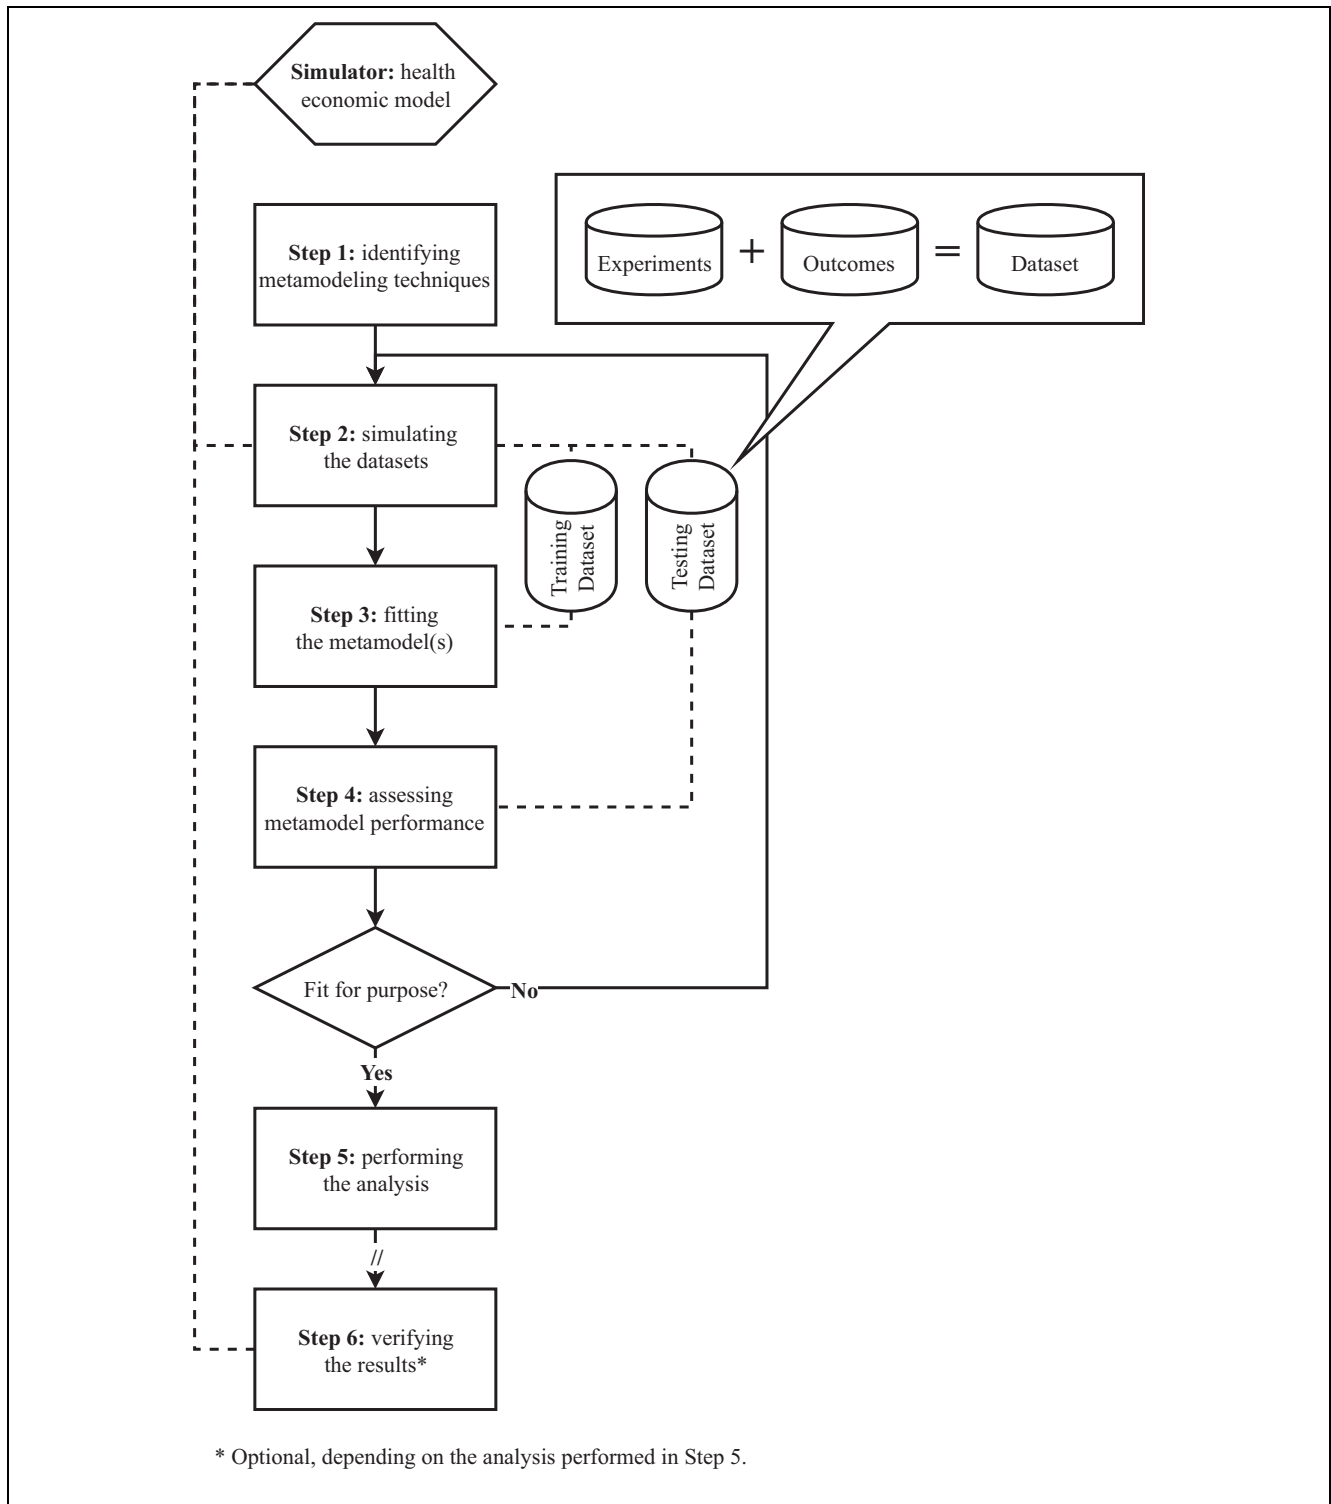 Simulator: health
economic model
Step 1: identifying
metamodeling techniques
Experiments + Outcomes = Dataset
Step 2: simulating
the datasets
Training
Dataset
Testing
Dataset
Step 3: fitting
the metamodel(s)
Step 4: assessing
metamodel performance
Fit for purpose?
No
Yes
Step 5: performing
the analysis
//
Step 6: verifying
the results*
* Optional, depending on the analysis performed in Step 5.